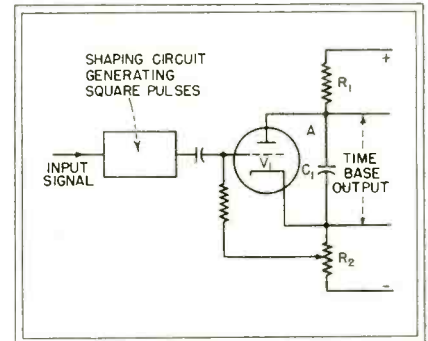 SHAPING CIRCUIT
GENERATING
SQUARE PULSES
INPUT
SIGNAL
V1
A
C1
R1
+
TIME
BASE
OUTPUT
R2
-